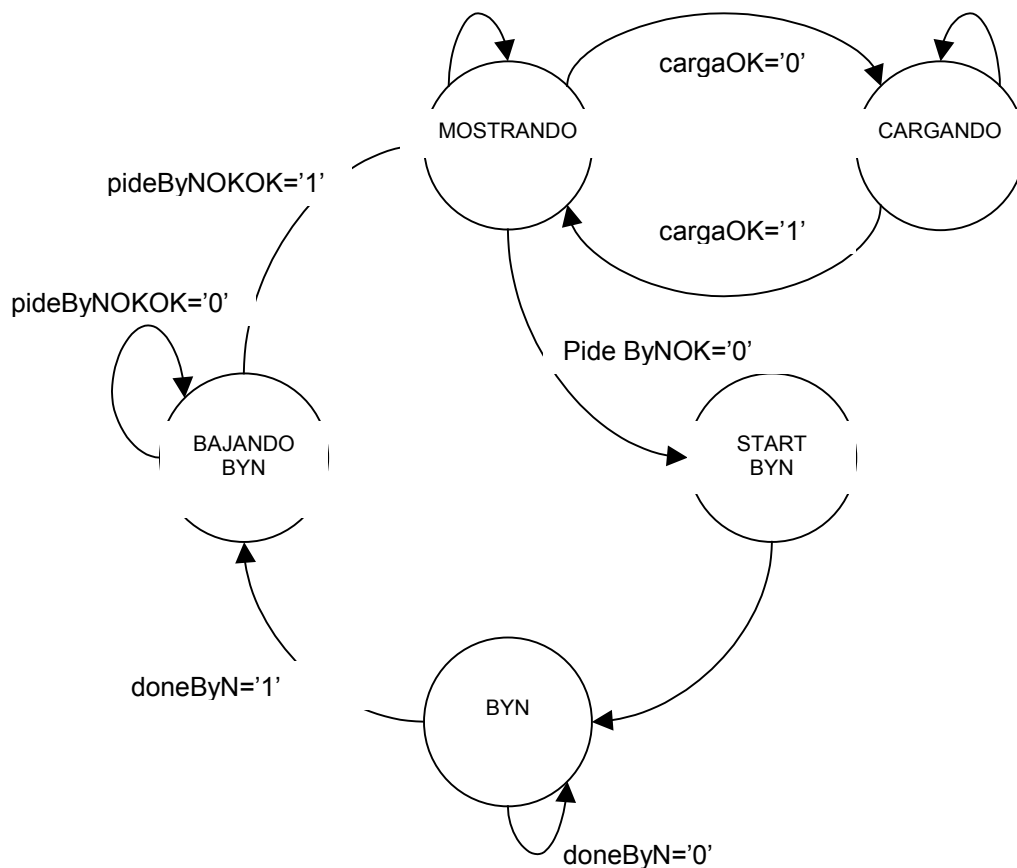 cargaOK='0'
MOSTRANDO
CARGANDO
pideByNOKOK='1'
cargaOK='1'
pideByNOKOK='0'
Pide ByNOK='0'
BAJANDO
BYN
START
BYN
doneByN='1'
BYN
doneByN='0'